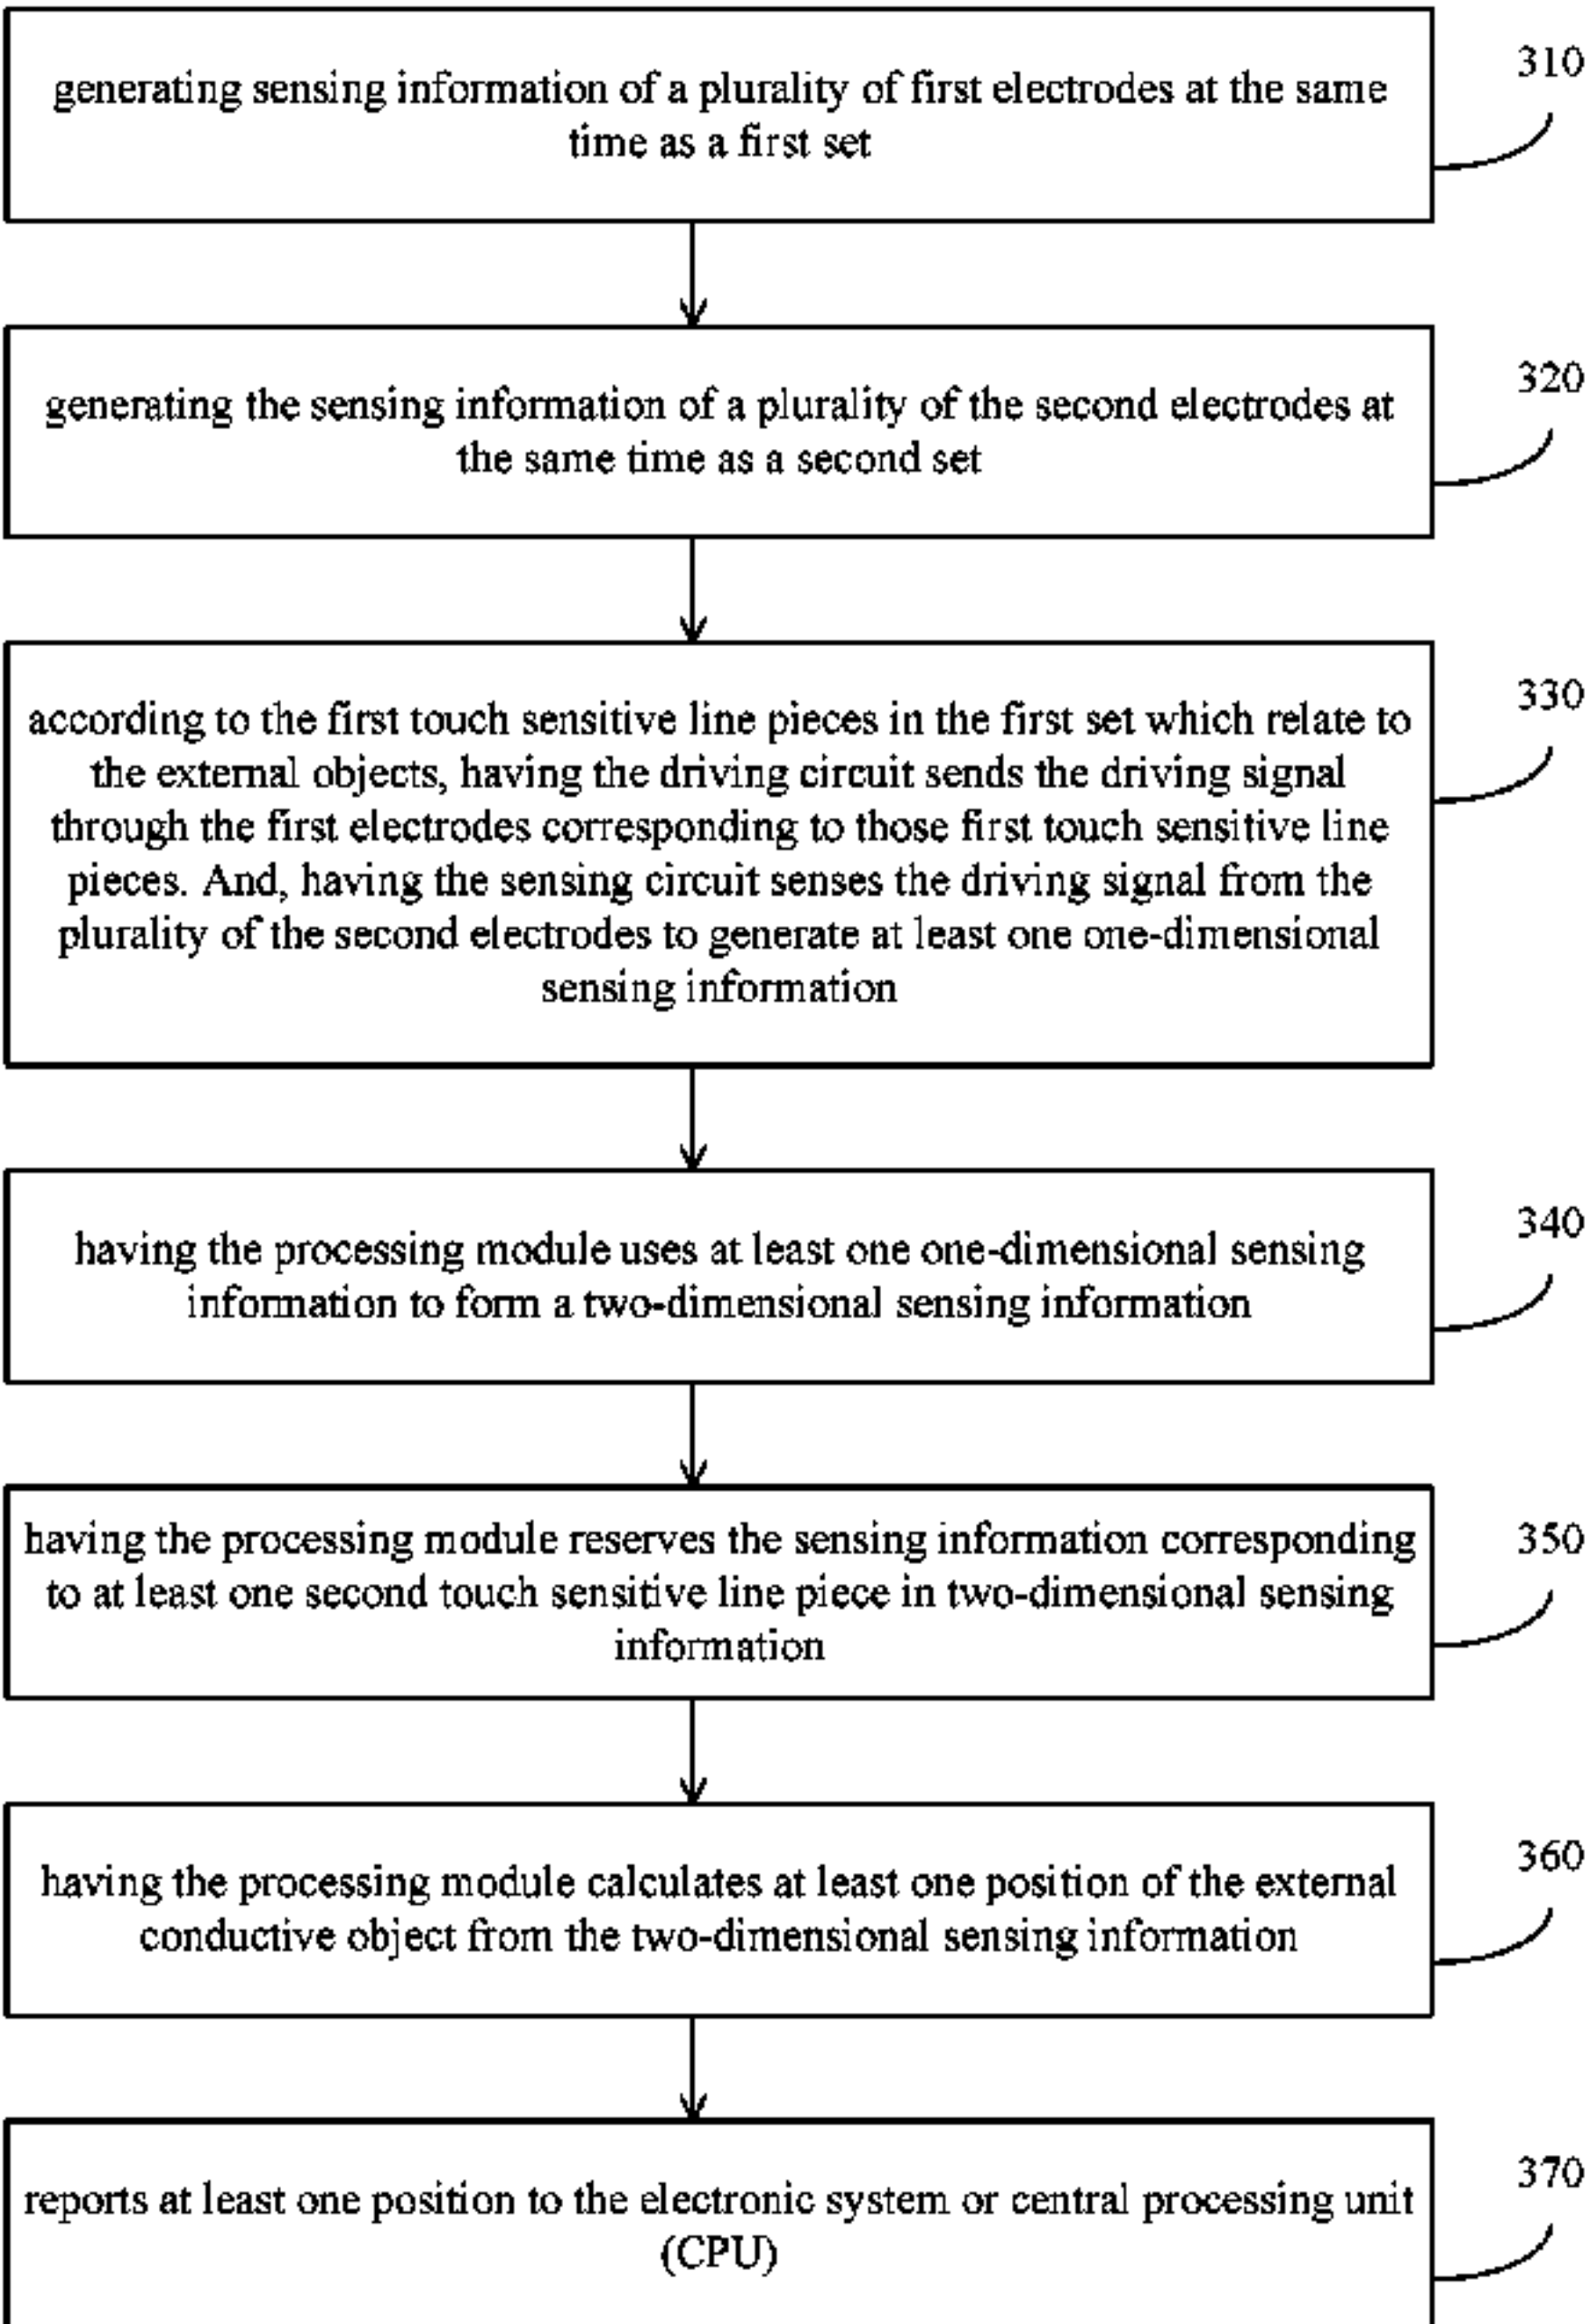 310
generating sensing information of a plurality of first electrodes at the same
time as a first set
320
generating the sensing information of a plurality of the second electrodes at
the same time as a second set
330
according to the first touch sensitive line pieces in the first set which relate to
the external objects, having the driving circuit sends the driving signal
through the first electrodes corresponding to those first touch sensitive line
pieces. And, having the sensing circuit senses the driving signal from the
plurality of the second electrodes to generate at least one one-dimensional
sensing information
340
having the processing module uses at least one one-dimensional sensing
information to form a two-dimensional sensing information
350
having the processing module reserves the sensing information corresponding
to at least one second touch sensitive line piece in two-dimensional sensing
information
360
having the processing module calculates at least one position of the external
conductive object from the two-dimensional sensing information
370
reports at least one position to the electronic system or central processing unit
(CPU)